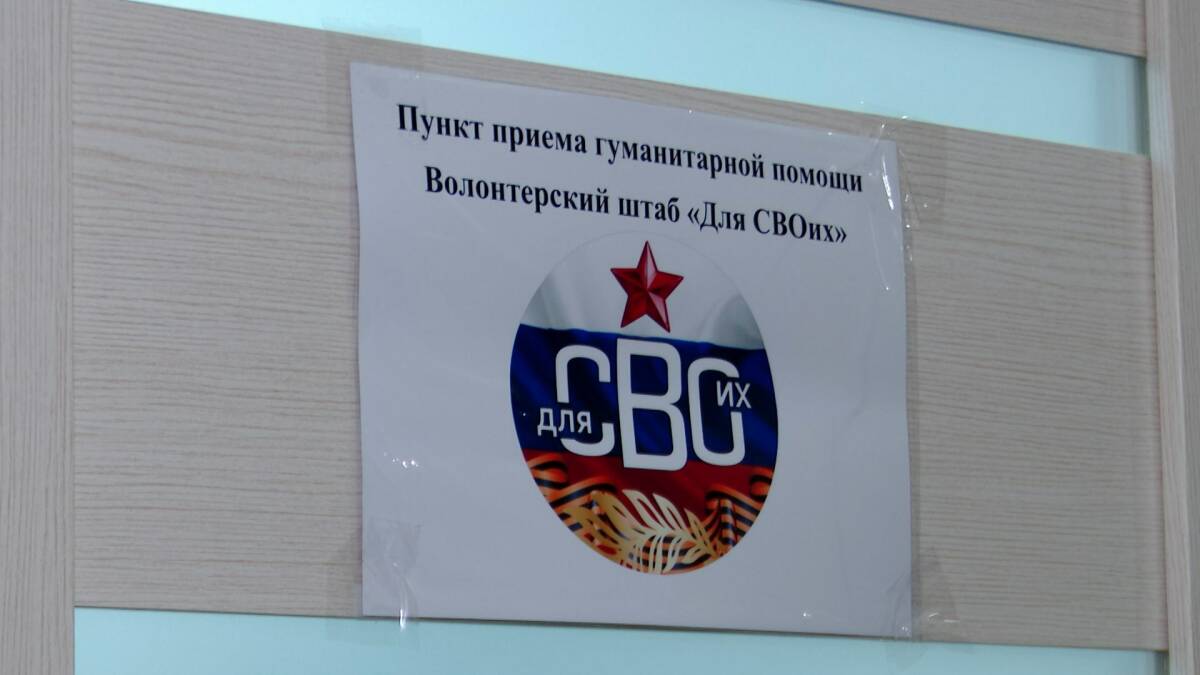 Пункт приема гуманитарной помощи
Волонтерский штаб «Для СВОих»
ДЛЯ СВОИХ